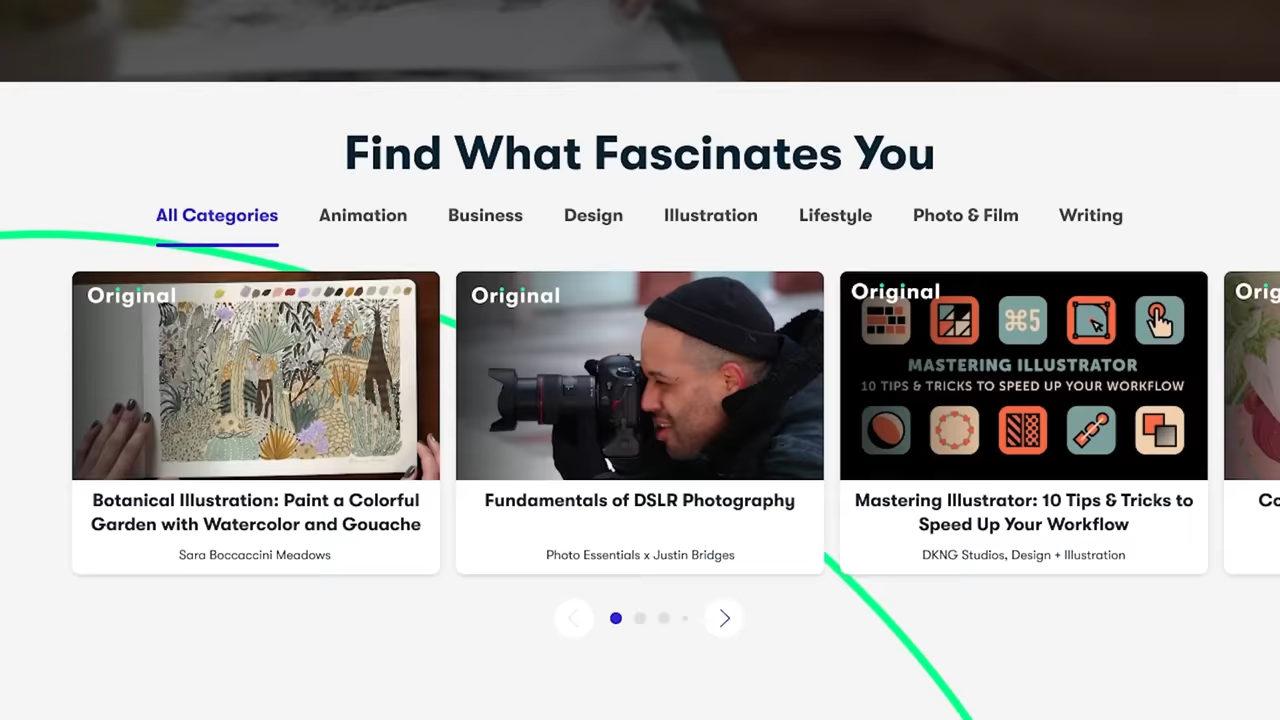 Find What Fascinates You
All Categories Animation Business Design Illustration Lifestyle Photo & Film Writing
Original
Botanical Illustration: Paint a Colorful
Garden with Watercolor and Gouache
Sara Boccaccini Meadows
Original
Fundamentals of DSLR Photography
Photo Essentials x Justin Bridges
Original
⌘5
MASTERING ILLUSTRATOR
10 TIPS & TRICKS TO SPEED UP YOUR WORKFLOW
Mastering Illustrator: 10 Tips & Tricks to
Speed Up Your Workflow
DKNG Studios, Design + Illustration
Orig
Co